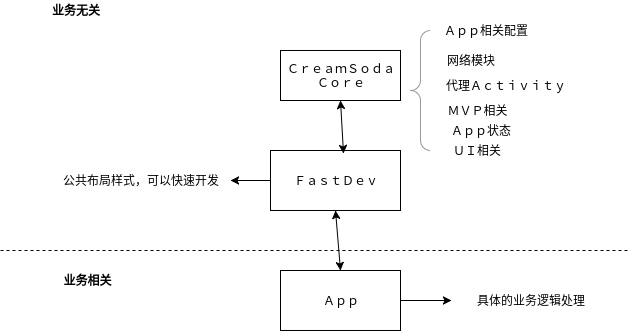 业务无关
App相关配置
网络模块
CreamSoda
Core
代理Activity
MVP相关
App状态
UI相关
公共布局样式，可以快速开发
FastDev
业务相关
App
具体的业务逻辑处理